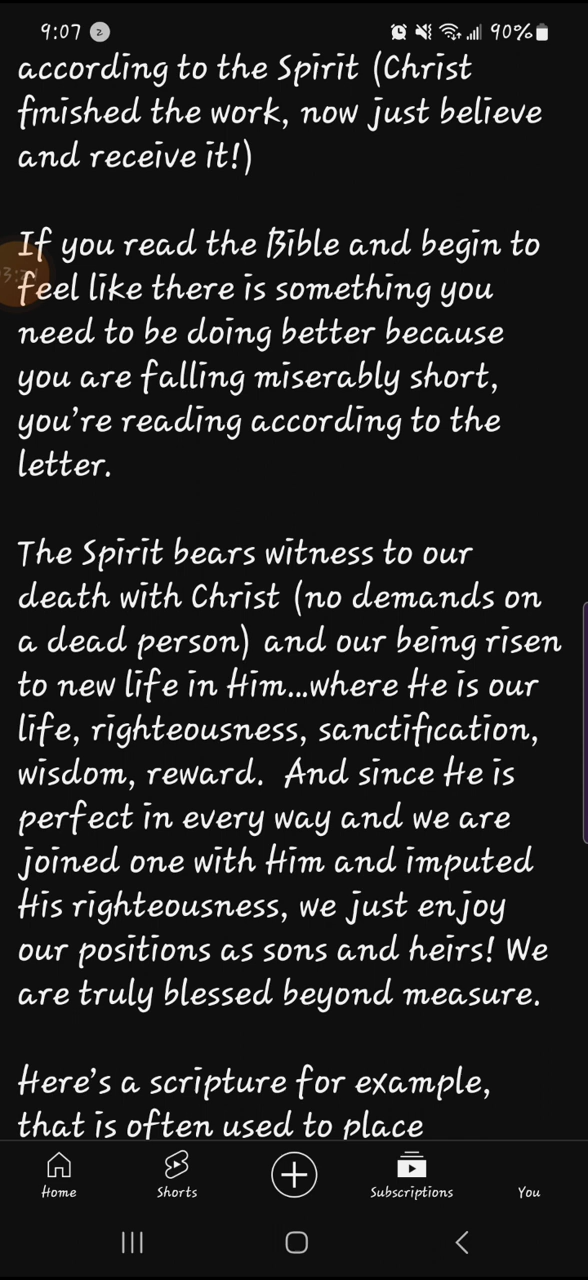 9:07 2 90%
according to the Spirit (Christ
finished the work, now just believe
and receive it!)
If you read the Bible and begin to
feel like there is something you
need to be doing better because
you are falling miserably short,
you're reading according to the
letter.
The Spirit bears witness to our
death with Christ (no demands on
a dead person) and our being risen
to new life in Him...where He is our
life, righteousness, sanctification,
wisdom, reward. And since He is
perfect in every way and we are
joined one with Him and imputed
His righteousness, we just enjoy
our positions as sons and heirs! We
are truly blessed beyond measure.
Here's a scripture for example,
that is often used to place
Home Shorts Subscriptions You